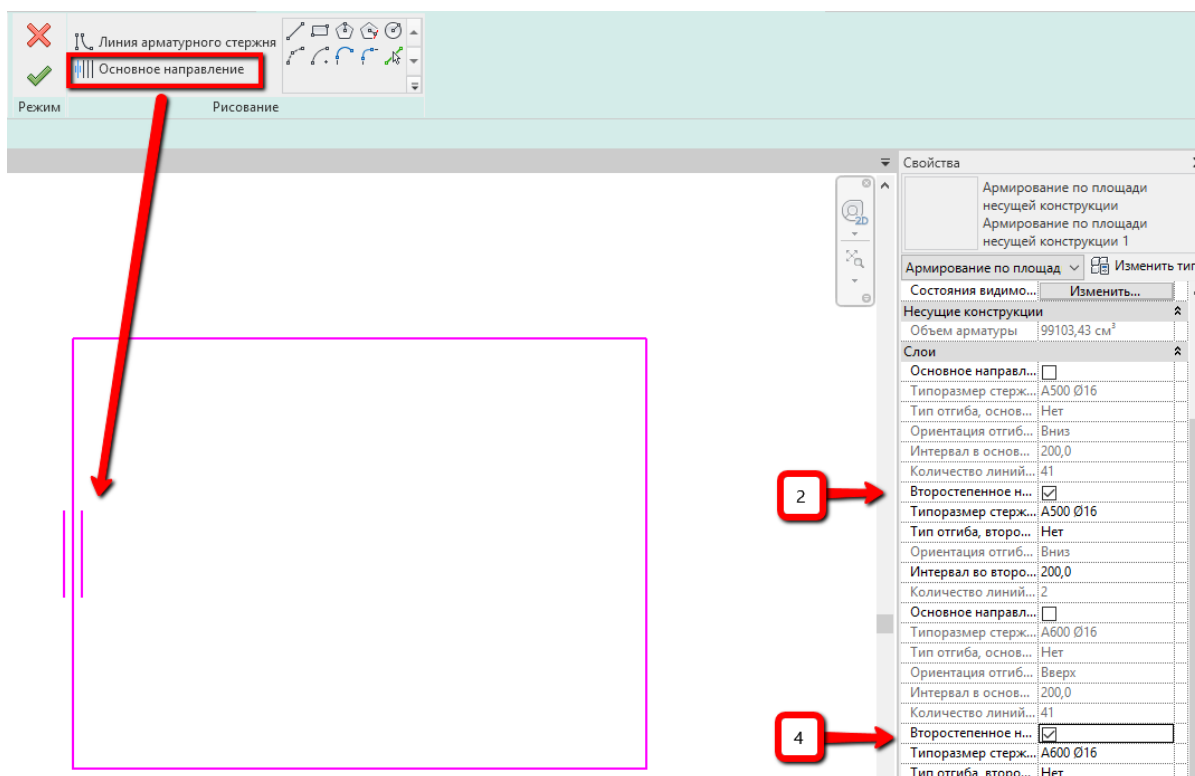 Линия арматурного стержня
Основное направление
Режим
Рисование
Свойства
Армирование по площади
несущей конструкции
Армирование по площади
несущей конструкции 1
Армирование по площад
Изменить тип
2D
Состояния видимо... Изменить...
Несущие конструкции
Объем арматуры 99103,43 см³
Слои
Основное направл...
Типоразмер стерж... A500 Ø16
Тип отгиба, основ... Нет
Ориентация отгиб... Вниз
Интервал в основ... 200,0
Количество линий... 41
2
Второстепенное н...
Типоразмер стерж... A500 Ø16
Тип отгиба, второ... Нет
Ориентация отгиб... Вниз
Интервал во второ... 200,0
Количество линий... 2
Основное направл...
Типоразмер стерж... A600 Ø16
Тип отгиба, основ... Нет
Ориентация отгиб... Вверх
Интервал в основ... 200,0
Количество линий... 41
4
Второстепенное н...
Типоразмер стерж... A600 Ø16
Тип отгиба, второ... Нет